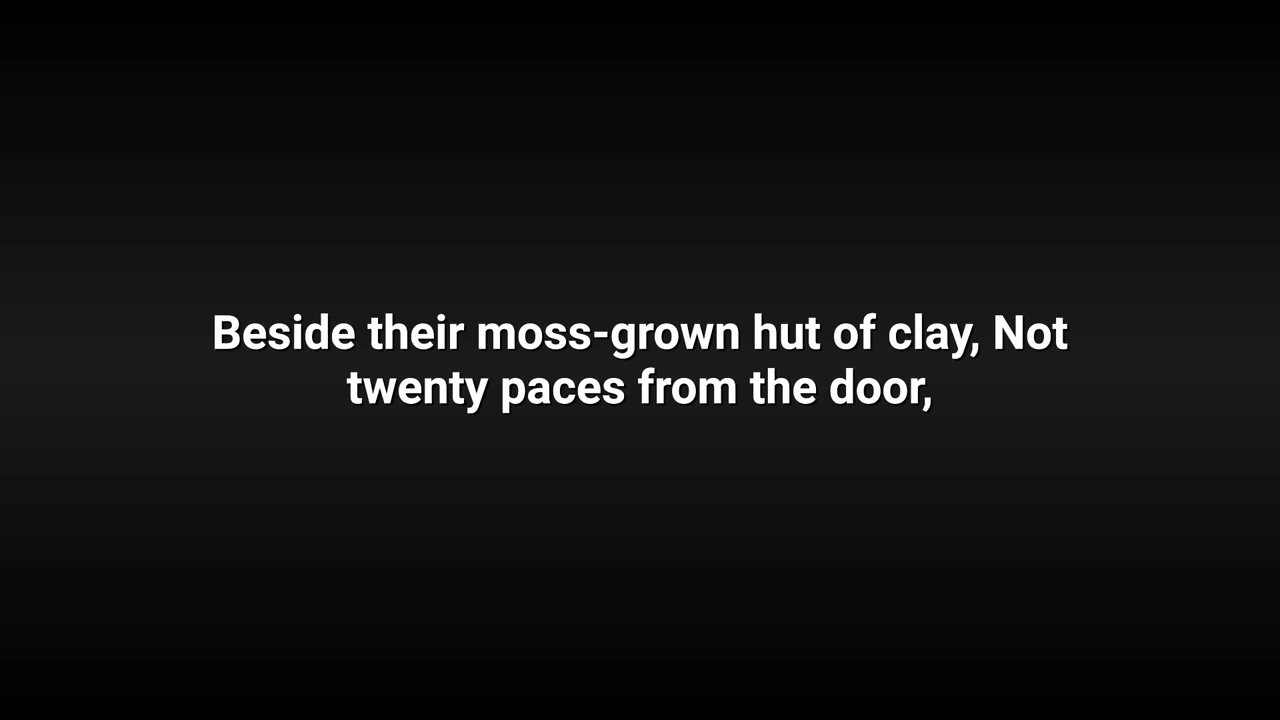 Beside their moss-grown hut of clay, Not
twenty paces from the door,